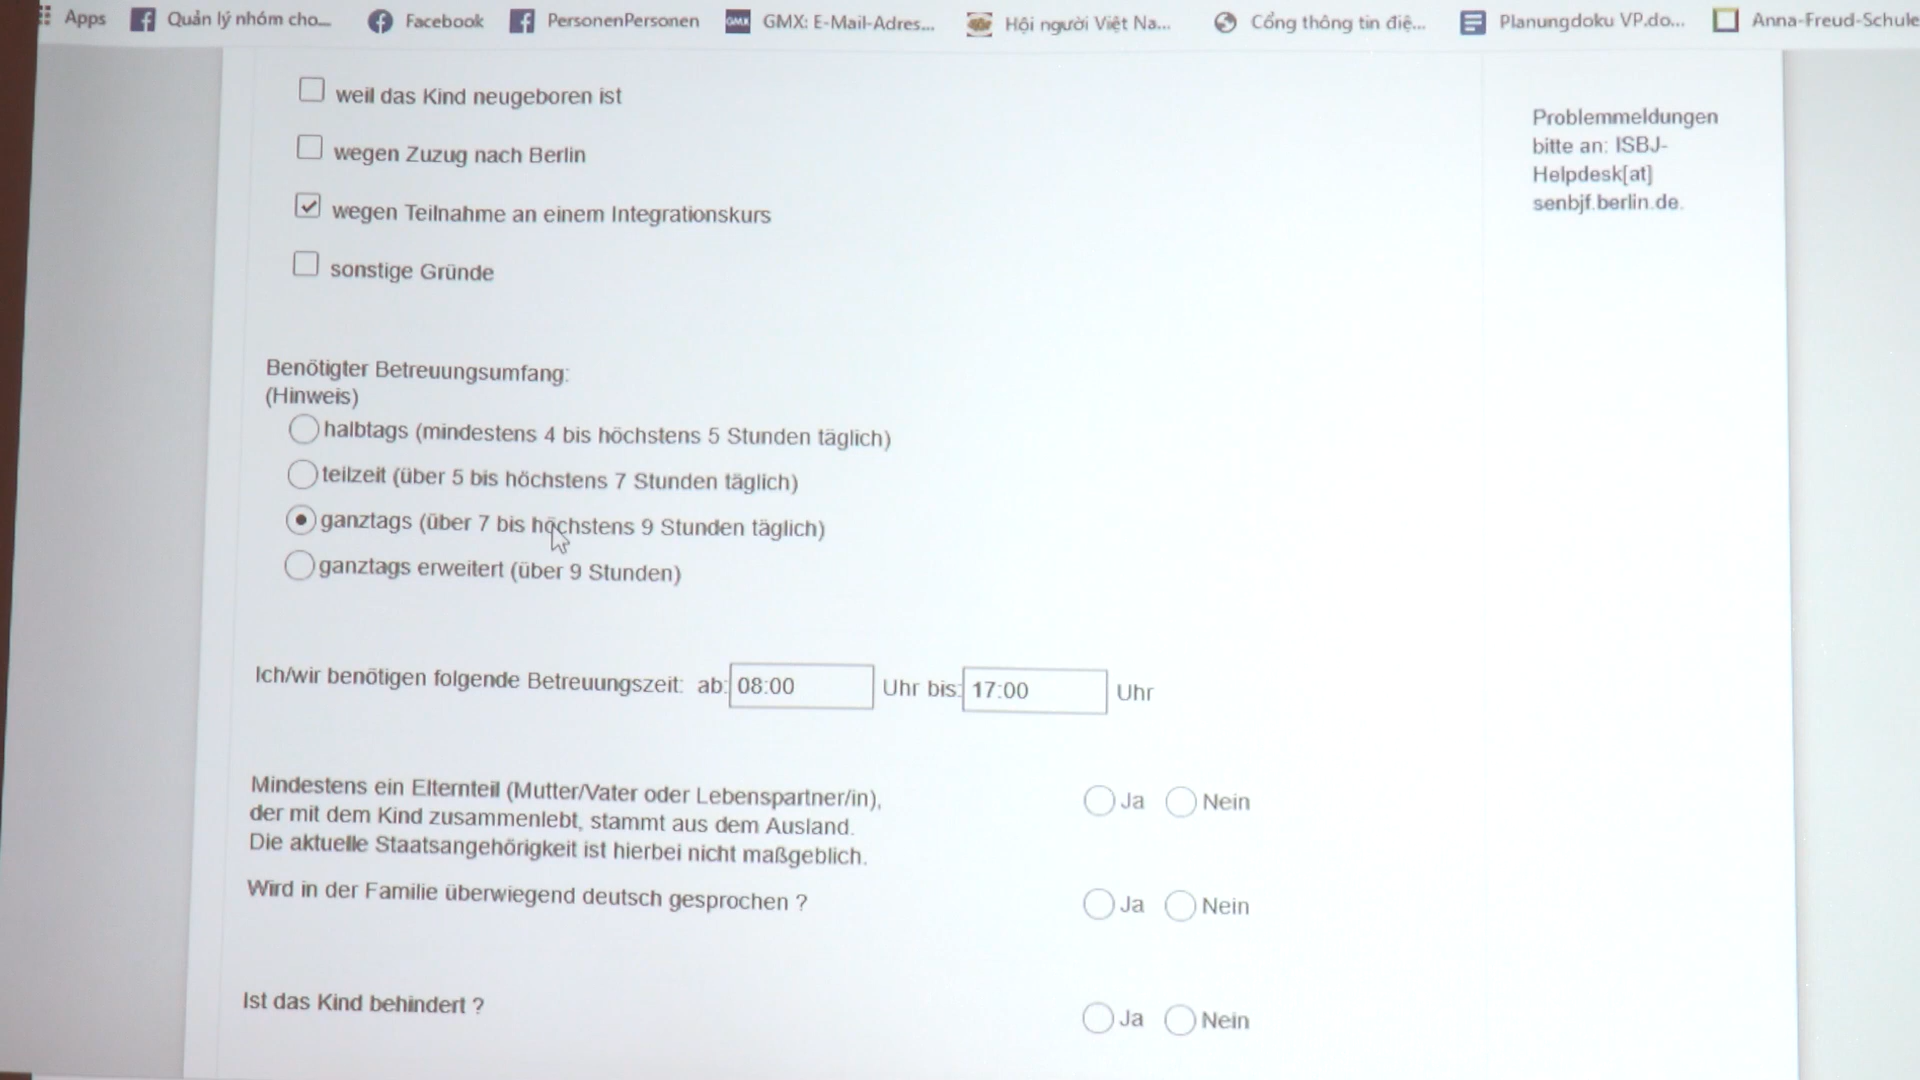 Apps Quản lý nhóm cho... Facebook PersonenPersonen GMX GMX: E-Mail-Adres... Hội người Việt Na... Cổng thông tin điệ... Planungdoku VP.do... Anna-Freud-Schule
weil das Kind neugeboren ist
wegen Zuzug nach Berlin
wegen Teilnahme an einem Integrationskurs
sonstige Gründe
Problemmeldungen
bitte an: ISBJ-
Helpdesk[at]
senbjf.berlin.de.
Benötigter Betreuungsumfang:
(Hinweis)
halbtags (mindestens 4 bis höchstens 5 Stunden täglich)
teilzeit (über 5 bis höchstens 7 Stunden täglich)
ganztags (über 7 bis höchstens 9 Stunden täglich)
ganztags erweitert (über 9 Stunden)
Ich/wir benötigen folgende Betreuungszeit: ab: 08:00 Uhr bis: 17:00 Uhr
Mindestens ein Elternteil (Mutter/Vater oder Lebenspartner/in),
der mit dem Kind zusammenlebt, stammt aus dem Ausland.
Die aktuelle Staatsangehörigkeit ist hierbei nicht maßgeblich.
Ja Nein
Wird in der Familie überwiegend deutsch gesprochen ?
Ja Nein
Ist das Kind behindert ?
Ja Nein